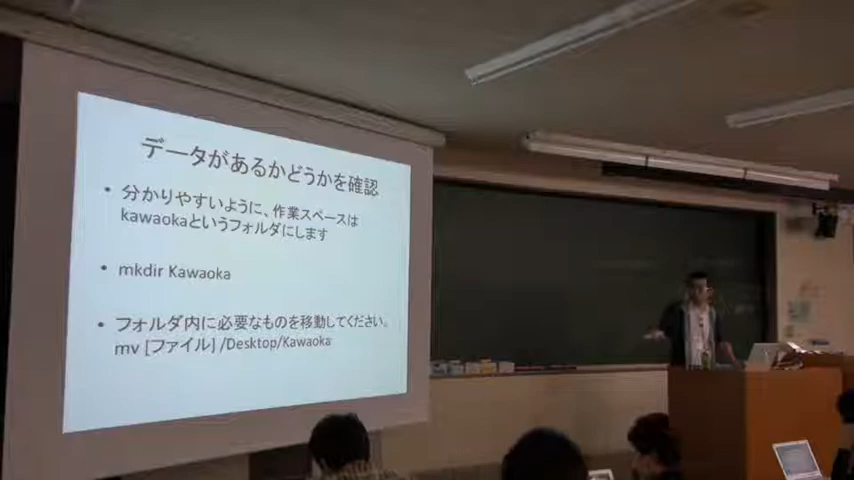 データがあるかどうかを確認
• 分かりやすいように、作業スペースは
kawaokaというフォルダにします
• mkdir Kawaoka
• フォルダ内に必要なものを移動してください。
mv [ファイル]/Desktop/Kawaoka